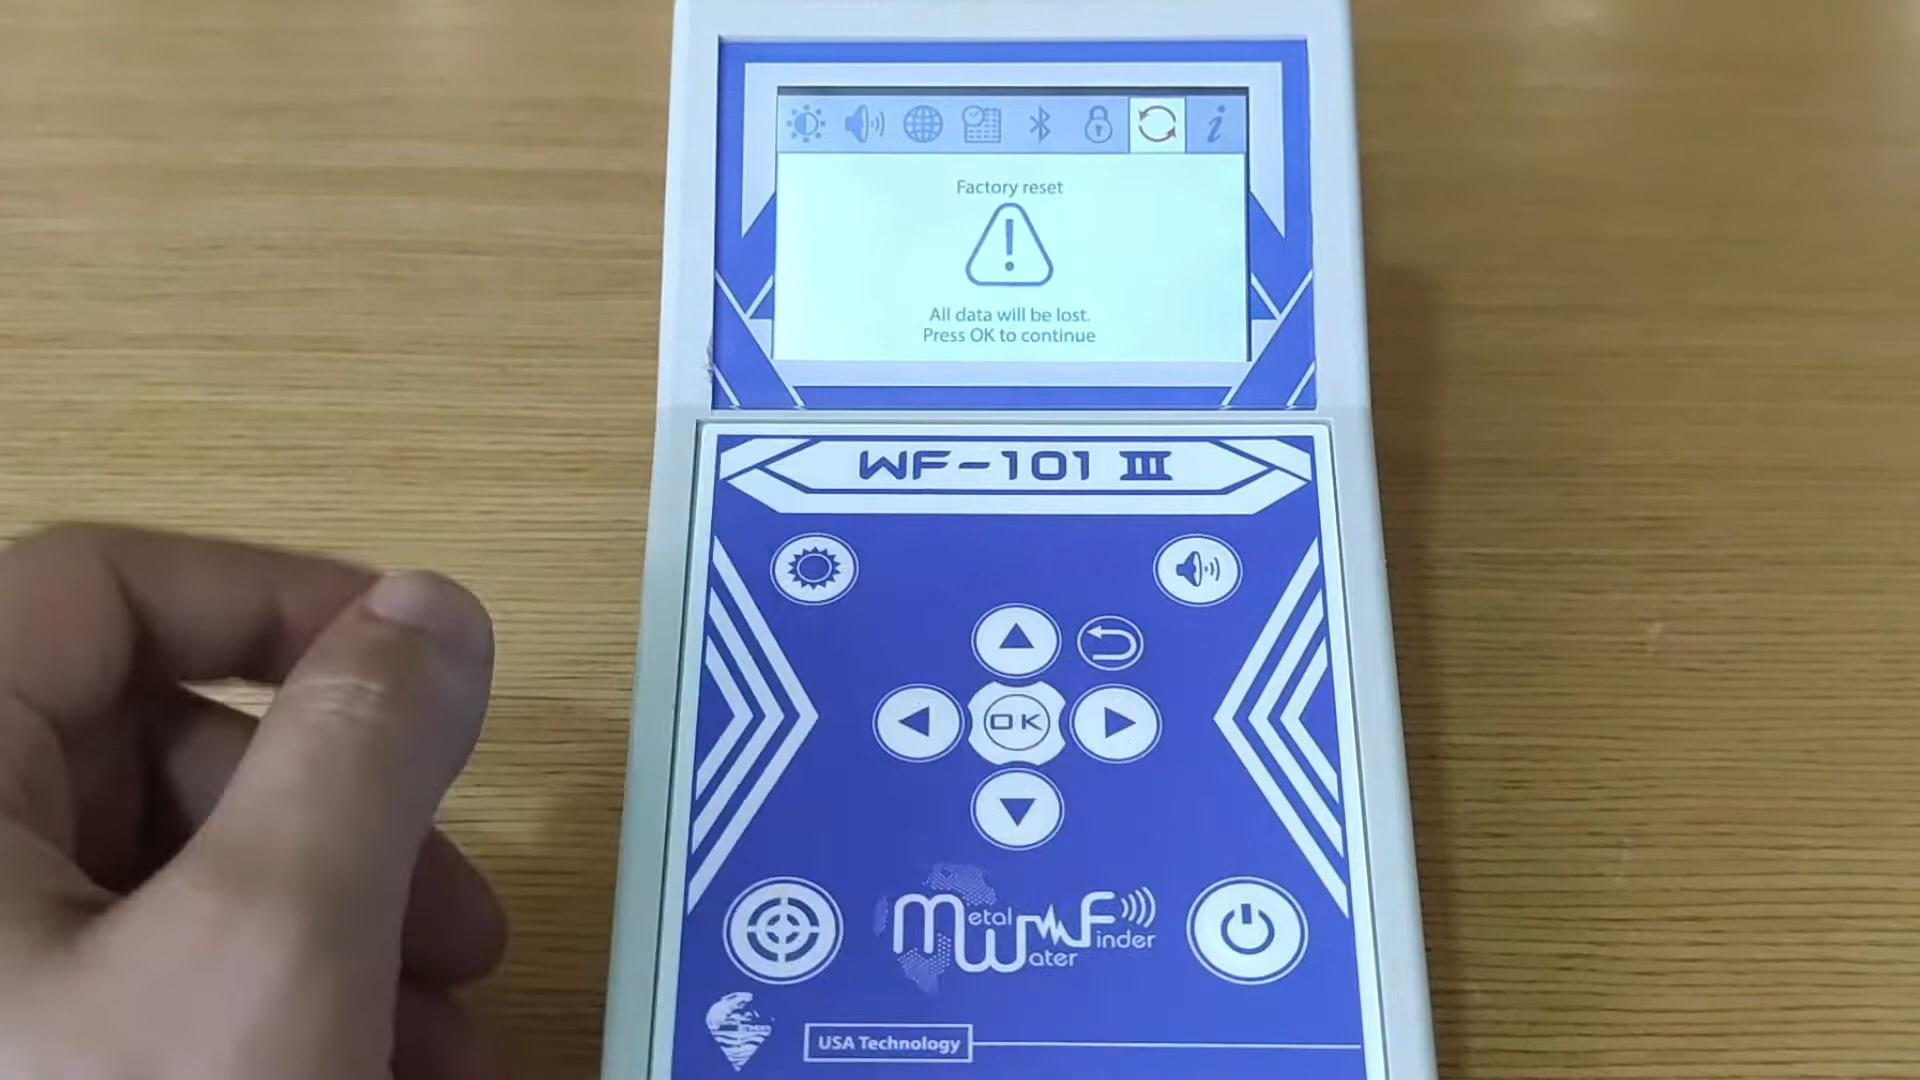 Factory reset
All data will be lost.
Press OK to continue
WF-101 III
OK
Metal
Water
Finder
USA Technology